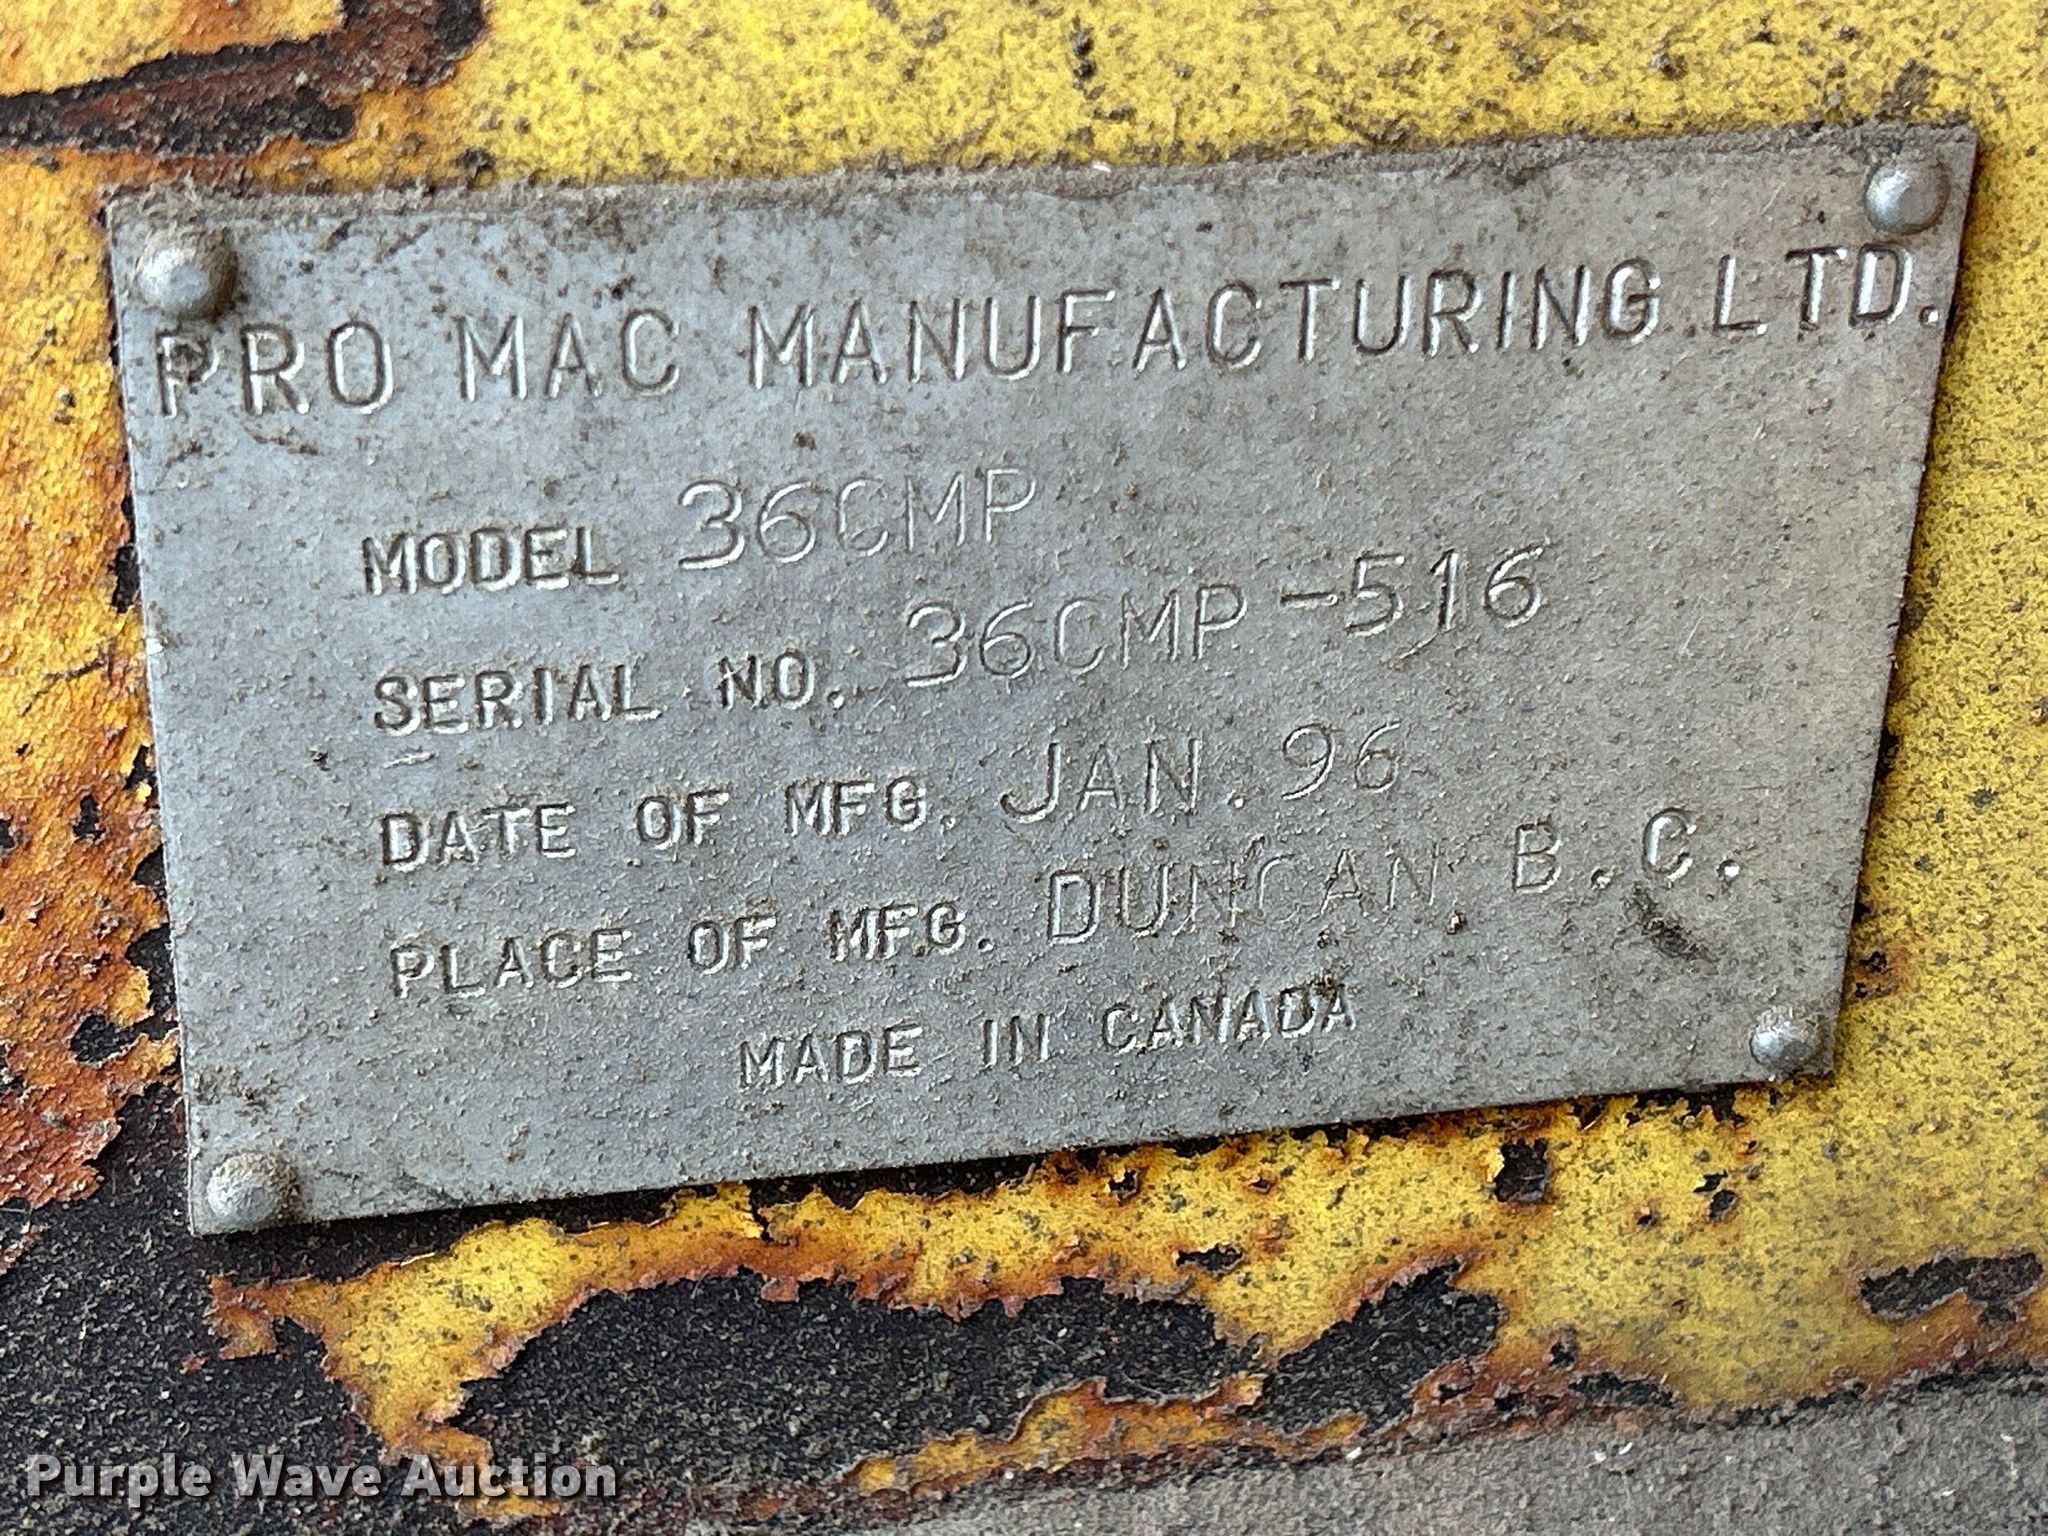 PRO MAC MANUFACTURING LTD.
MODEL 36CMP
SERIAL NO. 36CMP-516
DATE OF MFG. JAN. 96
PLACE OF MFG. DUNCAN, B.C.
MADE IN CANADA
Purple Wave Auction